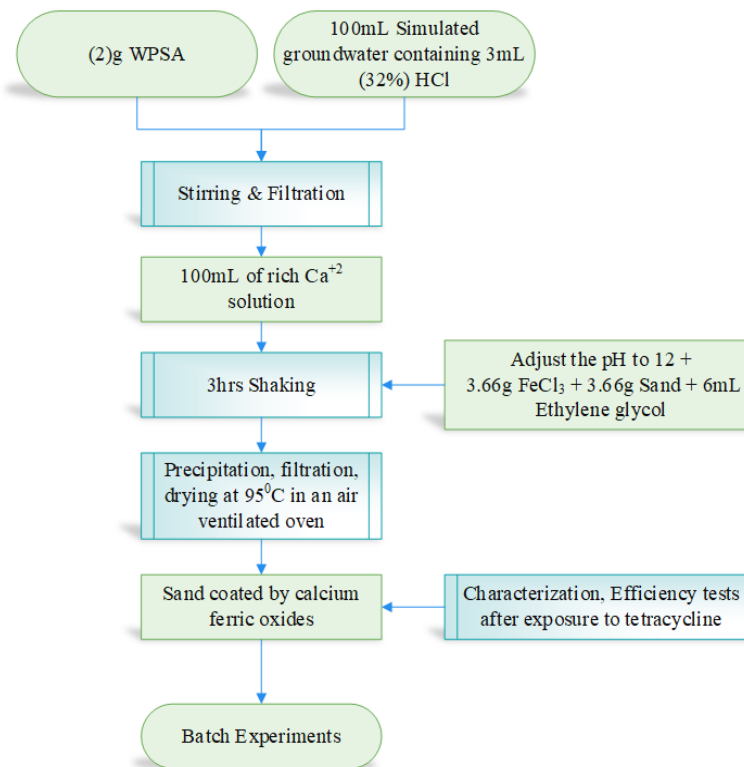 (2)g WPSA
100mL Simulated
groundwater containing 3mL
(32%) HCl
Stirring & Filtration
100mL of rich Ca⁺²
solution
3hrs Shaking
Adjust the pH to 12 +
3.66g FeCl₃ + 3.66g Sand + 6mL
Ethylene glycol
Precipitation, filtration,
drying at 95⁰C in an air
ventilated oven
Sand coated by calcium
ferric oxides
Characterization, Efficiency tests
after exposure to tetracycline
Batch Experiments